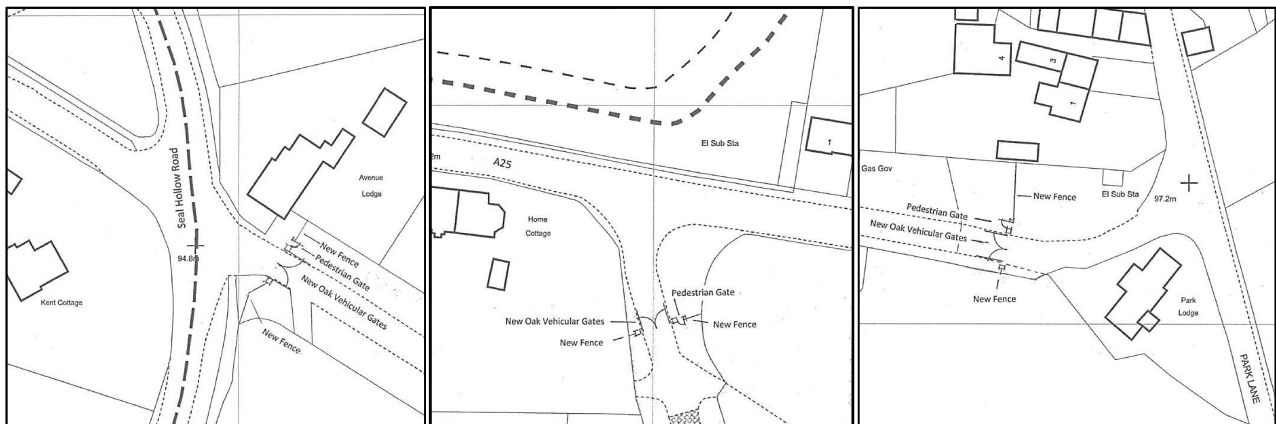 Seal Hollow Road
94.8m
Kent Cottage
Avenue
Lodge
New Fence
Pedestrian Gate
New Oak Vehicular Gates
New Fence
A25
El Sub Sta
1
Home
Cottage
Pedestrian Gate
New Oak Vehicular Gates
New Fence
New Fence
4
3
1
Gas Gov
New Fence
El Sub Sta
97.2m
Pedestrian Gate
New Oak Vehicular Gates
New Fence
Park
Lodge
PARK LANE